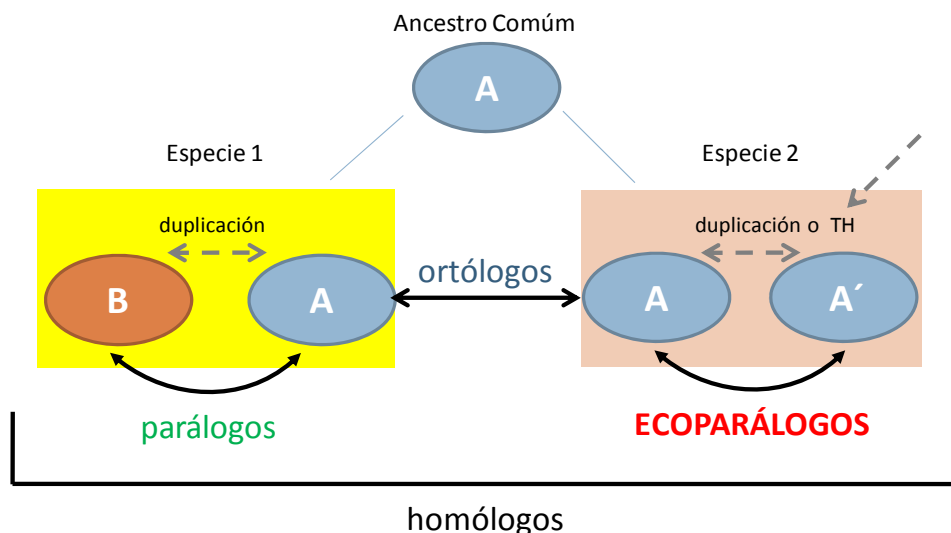 Ancestro Comúm
A
Especie 1
Especie 2
duplicación
duplicación o TH
ortólogos
B
A
A
A´
parálogos
ECOPARÁLOGOS
homólogos